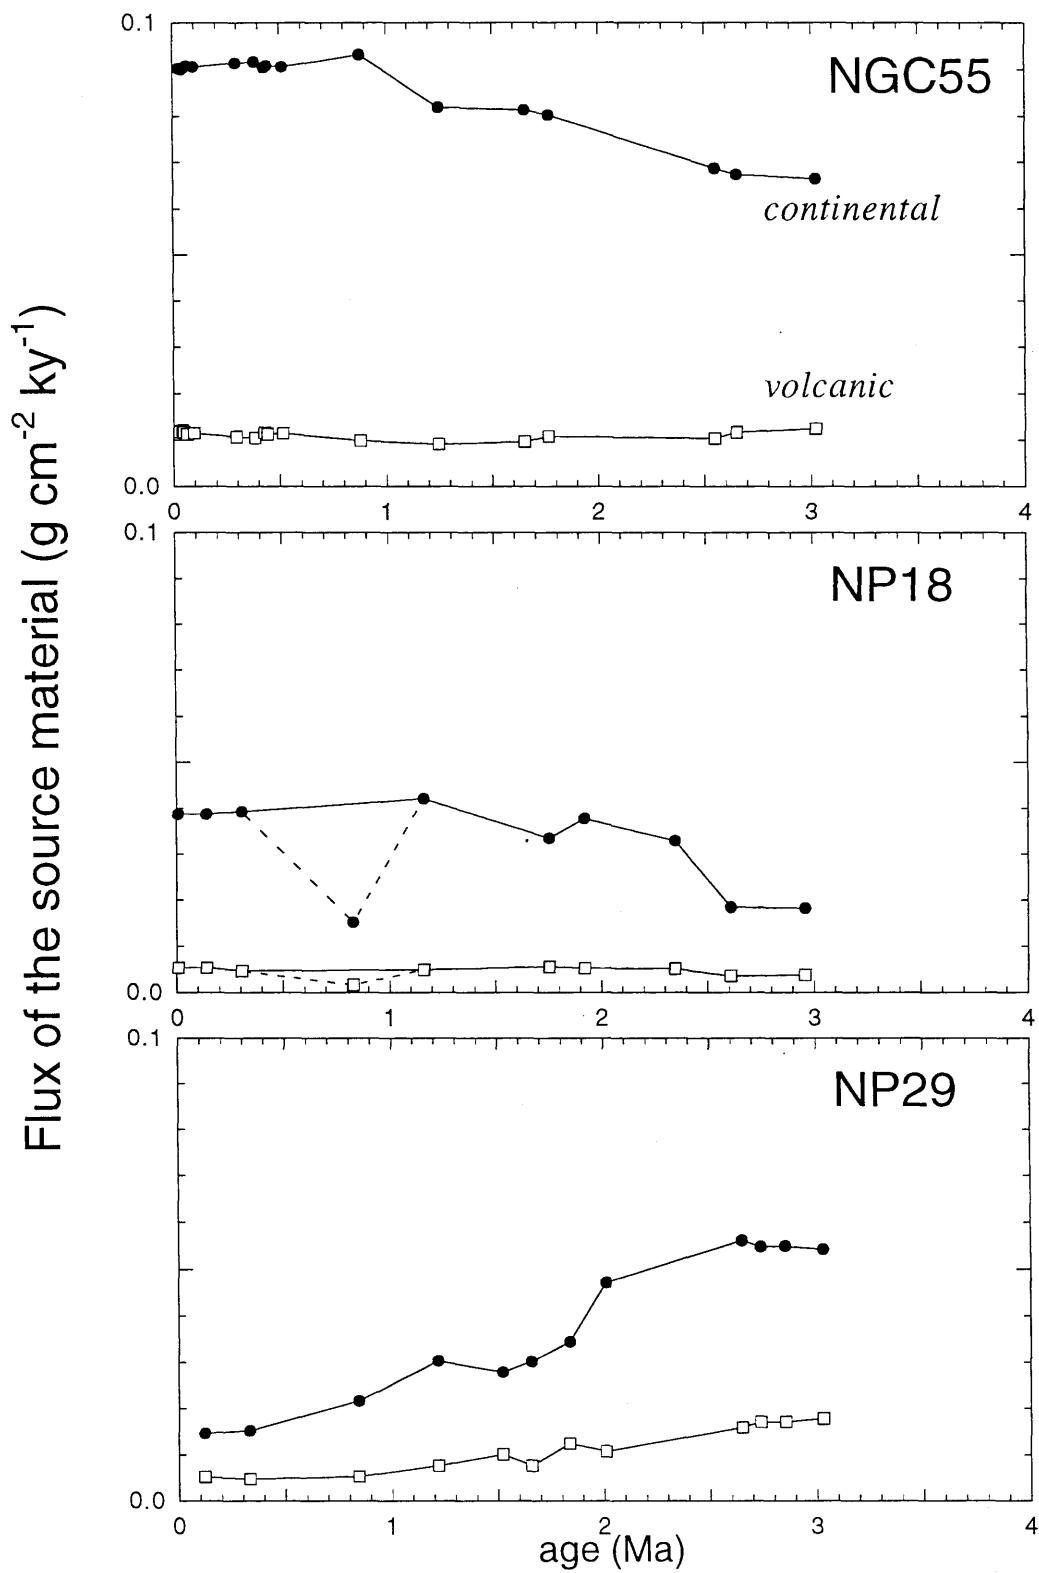 Flux of the source material (g cm-2 ky-1)
0.1
NGC55
continental
volcanic
0.0
0 1 2 3 4
0.1
NP18
0.0
0 1 2 3 4
0.1
NP29
0.0
0 1 2 3 4
age (Ma)